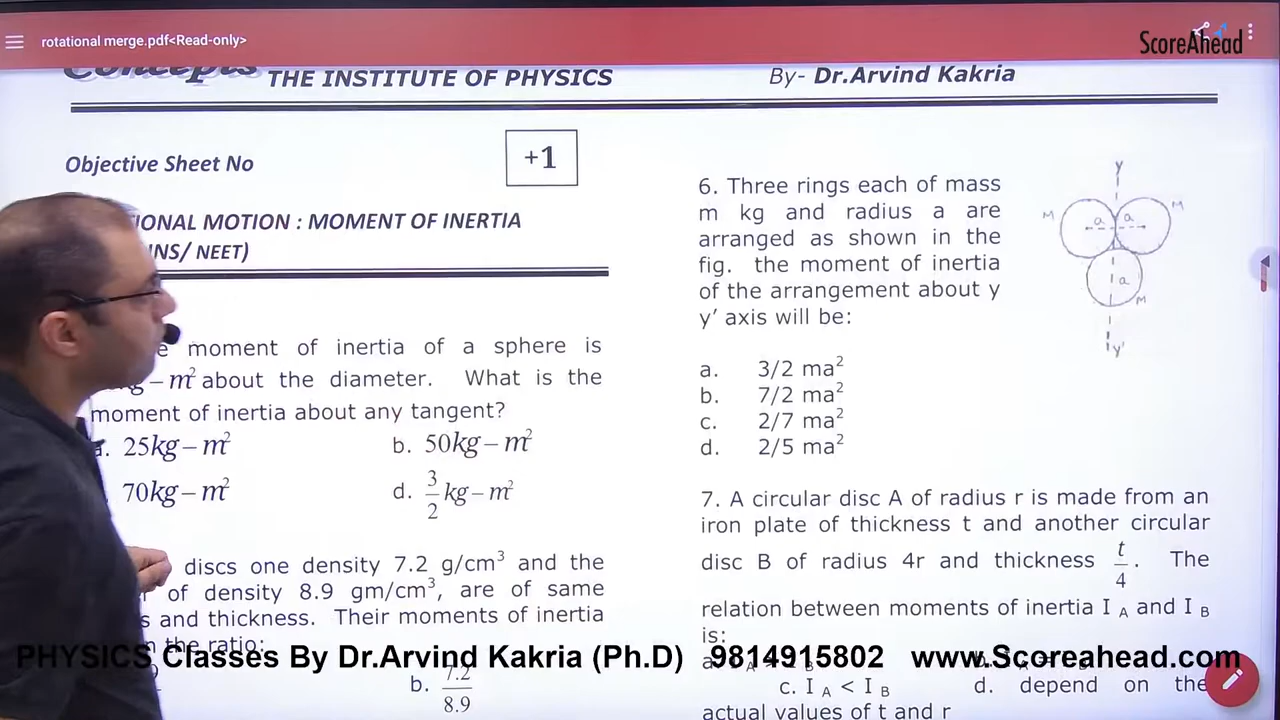 rotational merge.pdf<Read-only>
ScoreAhead
Concepts THE INSTITUTE OF PHYSICS
By- Dr.Arvind Kakria
Objective Sheet No
+1
IONAL MOTION : MOMENT OF INERTIA
NS/ NEET)
moment of inertia of a sphere is
– m² about the diameter. What is the
moment of inertia about any tangent?
a. 25kg – m² b. 50kg – m²
70kg – m² d. 3/2 kg – m²
discs one density 7.2 g/cm³ and the
of density 8.9 gm/cm³, are of same
s and thickness. Their moments of inertia
the ratio:
b. 7.2/8.9
6. Three rings each of mass
m kg and radius a are
arranged as shown in the
fig. the moment of inertia
of the arrangement about y
y' axis will be:
y
M a a M
a
M
y'
a. 3/2 ma²
b. 7/2 ma²
c. 2/7 ma²
d. 2/5 ma²
7. A circular disc A of radius r is made from an
iron plate of thickness t and another circular
disc B of radius 4r and thickness t/4. The
relation between moments of inertia I A and I B
is:
c. I A < I B d. depend on the
actual values of t and r
PHYSICS Classes By Dr.Arvind Kakria (Ph.D) 9814915802 www.Scoreahead.com